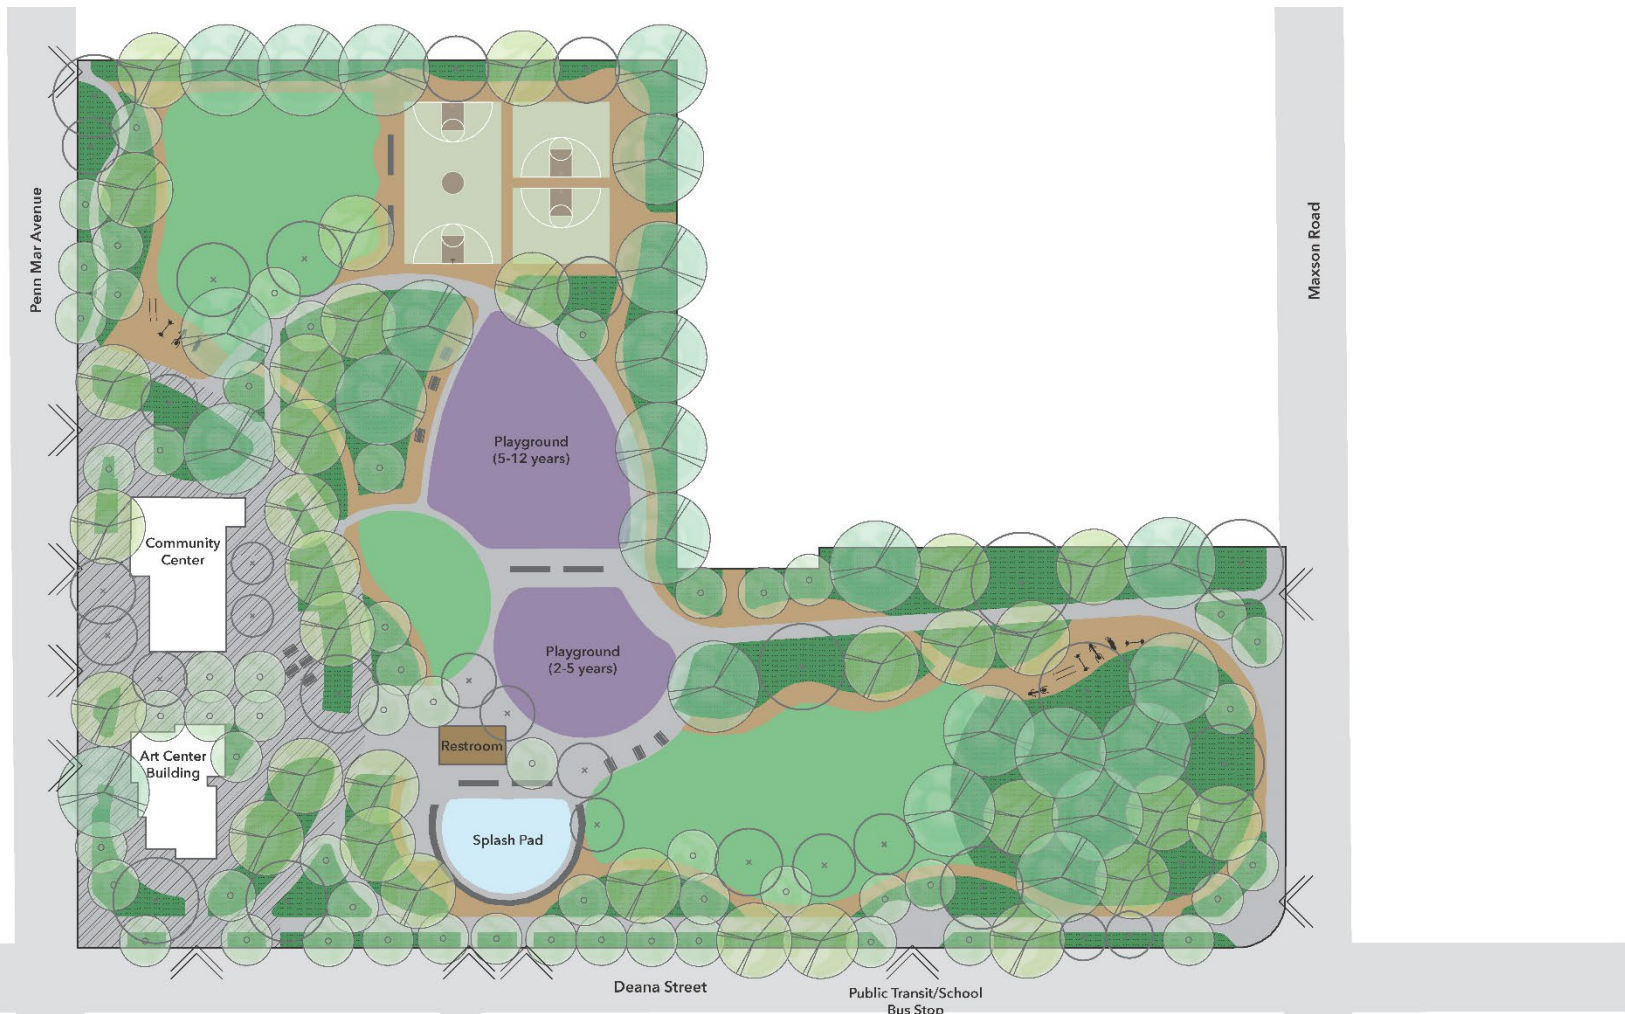 Penn Mar Avenue
Maxson Road
Playground
(5-12 years)
Community
Center
Playground
(2-5 years)
Restroom
Art Center
Building
Splash Pad
Deana Street
Public Transit/School
Bus Stop